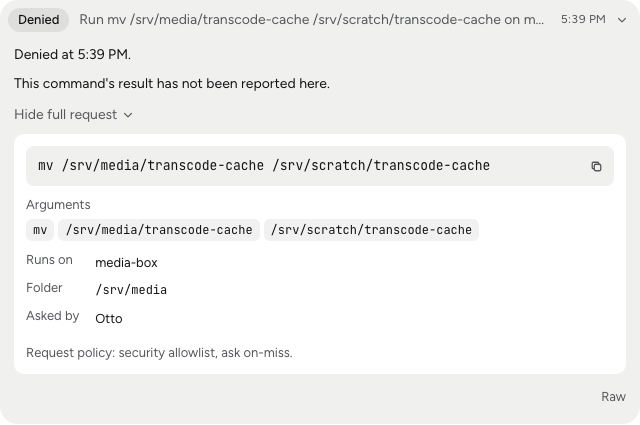 Denied Run mv /srv/media/transcode-cache /srv/scratch/transcode-cache on m... 5:39 PM
Denied at 5:39 PM.
This command's result has not been reported here.
Hide full request
mv /srv/media/transcode-cache /srv/scratch/transcode-cache
Arguments
mv /srv/media/transcode-cache /srv/scratch/transcode-cache
Runs on media-box
Folder /srv/media
Asked by Otto
Request policy: security allowlist, ask on-miss.
Raw